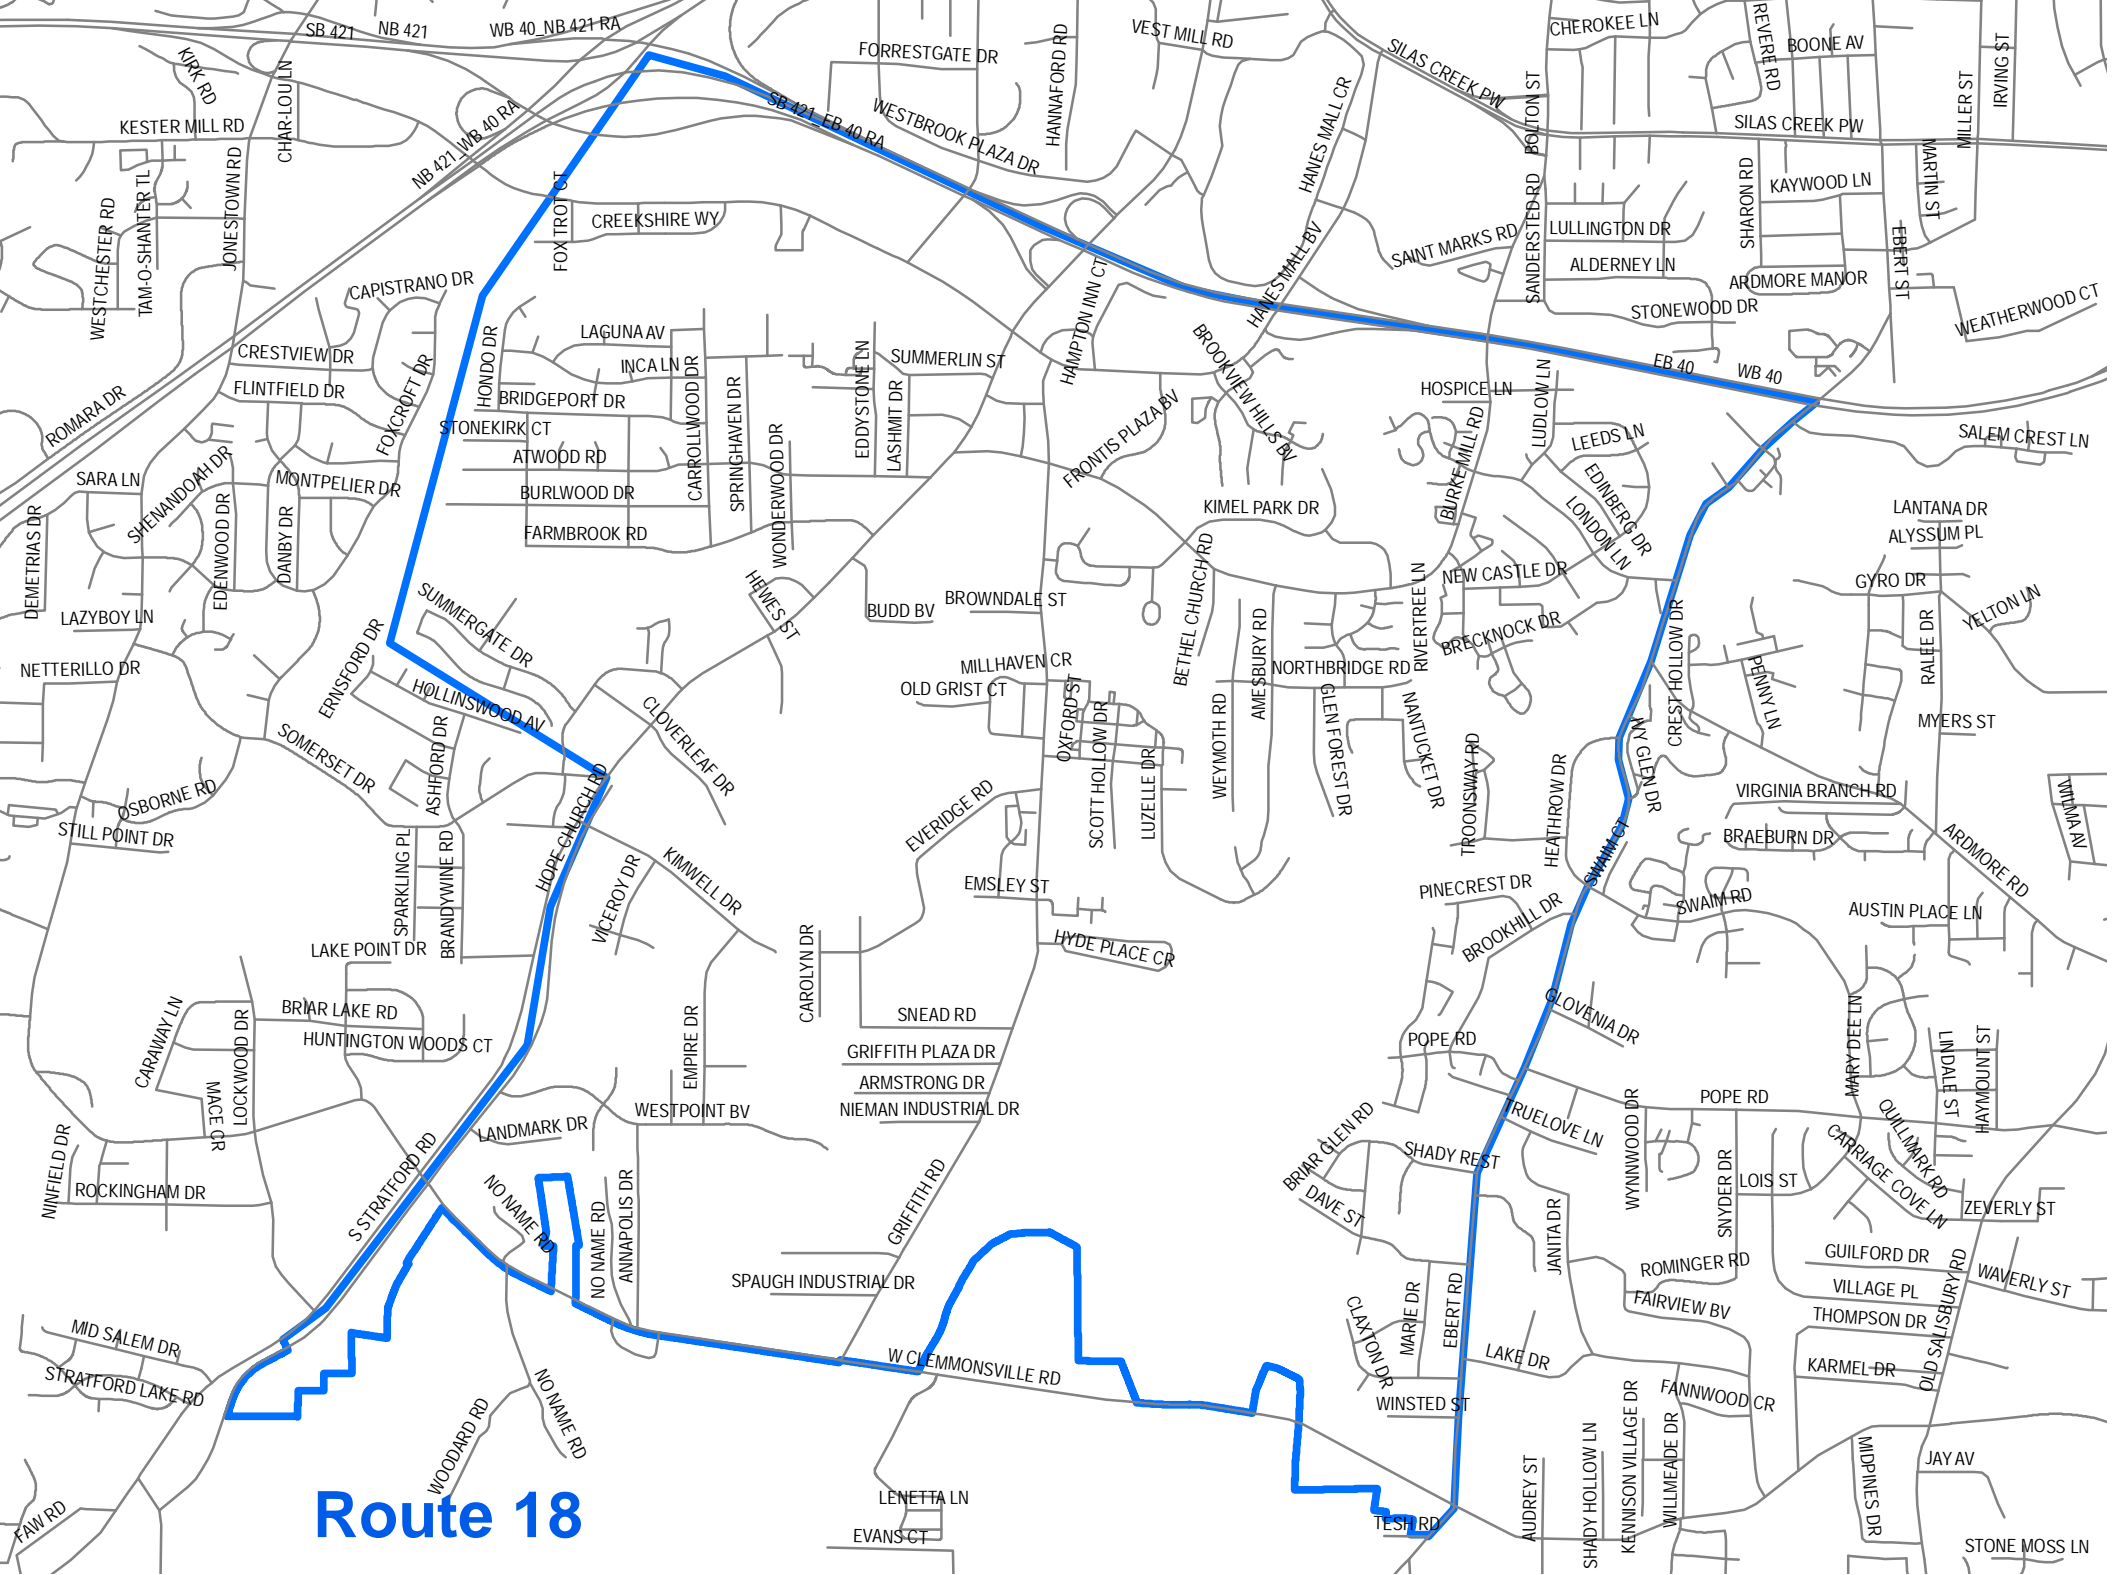 SB 421
NB 421
WB 40_NB 421 RA
FORRESTGATE DR
HANNAFORD RD
VEST MILL RD
SILAS CREEK PW
CHEROKEE LN
REVERE RD
BOONE AV
IRVING ST
MILLER ST
KIRK RD
CHAR-LOU LN
KESTER MILL RD
NB 421_WB 40 RA
SB 421_EB 40 RA
WESTBROOK PLAZA DR
HANES MALL CR
BOLTON ST
SILAS CREEK PW
MARTIN ST
JONESTOWN RD
TAM-O-SHANTER TL
WESTCHESTER RD
FOX TROT CT
CREEKSHIRE WY
SAINT MARKS RD
SANDERSTED RD
LULLINGTON DR
SHARON RD
KAYWOOD LN
ALDERNEY LN
ARDMORE MANOR
EBERT ST
STONEWOOD DR
WEATHERWOOD CT
CAPISTRANO DR
HANES MALL BV
HAMPTON INN CT
CRESTVIEW DR
FLINTFIELD DR
FOXCROFT DR
HONDO DR
LAGUNA AV
INCA LN
BRIDGEPORT DR
STONEKIRK CT
ATWOOD RD
BURLWOOD DR
FARMBROOK RD
CARROLLWOOD DR
SPRINGHAVEN DR
WONDERWOOD DR
EDDYSTONE LN
LASHMIT DR
SUMMERLIN ST
BROOKVIEW HILLS BV
FRONTIS PLAZA BV
KIMEL PARK DR
HOSPICE LN
BURKE MILL RD
LUDLOW LN
LEEDS LN
EDINBERG DR
LONDON LN
EB 40
WB 40
SALEM CREST LN
LANTANA DR
ALYSSUM PL
GYRO DR
YELTON LN
RALEE DR
MYERS ST
ROMARA DR
SARA LN
SHENANDOAH DR
MONTPELIER DR
EDENWOOD DR
DANBY DR
DEMETRIAS DR
LAZYBOY LN
NETTERILLO DR
ERNSFORD DR
SUMMERGATE DR
HOLLINSWOOD AV
HEWES ST
BUDD BV
BROWNDALE ST
MILLHAVEN CR
OLD GRIST CT
OXFORD ST
SCOTT HOLLOW DR
LUZELLE DR
BETHEL CHURCH RD
WEYMOTH RD
AMESBURY RD
NORTHBRIDGE RD
GLEN FOREST DR
NANTUCKET DR
RIVERTREE LN
NEW CASTLE DR
BRECKNOCK DR
TROONSWAY RD
HEATHROW DR
IVY GLEN DR
CREST HOLLOW DR
PENNY LN
VIRGINIA BRANCH RD
BRAEBURN DR
ARDMORE RD
WILMA AV
SWAIM CT
SWAIM RD
AUSTIN PLACE LN
SOMERSET DR
ASHFORD DR
OSBORNE RD
STILL POINT DR
HOPE CHURCH RD
CLOVERLEAF DR
KIMWELL DR
VICEROY DR
SPARKLING PL
BRANDYWINE RD
LAKE POINT DR
EVERIDGE RD
EMSLEY ST
HYDE PLACE CR
PINECREST DR
BROOKHILL DR
CAROLYN DR
SNEAD RD
GRIFFITH PLAZA DR
ARMSTRONG DR
NIEMAN INDUSTRIAL DR
EMPIRE DR
WESTPOINT BV
LANDMARK DR
CARAWAY LN
BRIAR LAKE RD
HUNTINGTON WOODS CT
LOCKWOOD DR
MACE CR
NINFIELD DR
ROCKINGHAM DR
S STRATFORD RD
NO NAME RD
NO NAME RD
ANNAPOLIS DR
GRIFFITH RD
SPAUGH INDUSTRIAL DR
W CLEMMONSVILLE RD
GLOVENIA DR
POPE RD
TRUELOVE LN
POPE RD
SHADY REST
BRIAR GLEN RD
DAVE ST
WYNNWOOD DR
SNYDER DR
LOIS ST
MARY DEE LN
LINDALE ST
HAYMOUNT ST
QUILLMARK RD
CARRIAGE COVE LN
ZEVERLY ST
GUILFORD DR
VILLAGE PL
WAVERLY ST
THOMPSON DR
KARMEL DR
OLD SALISBURY RD
JANITA DR
ROMINGER RD
FAIRVIEW BV
LAKE DR
FANNWOOD CR
EBERT RD
MARIE DR
CLAXTON DR
WINSTED ST
TESH RD
AUDREY ST
SHADY HOLLOW LN
KENNISON VILLAGE DR
WILLMEADE DR
MIDPINES DR
JAY AV
STONE MOSS LN
MID SALEM DR
STRATFORD LAKE RD
FAW RD
WOODARD RD
NO NAME RD
LENETTA LN
EVANS CT
Route 18